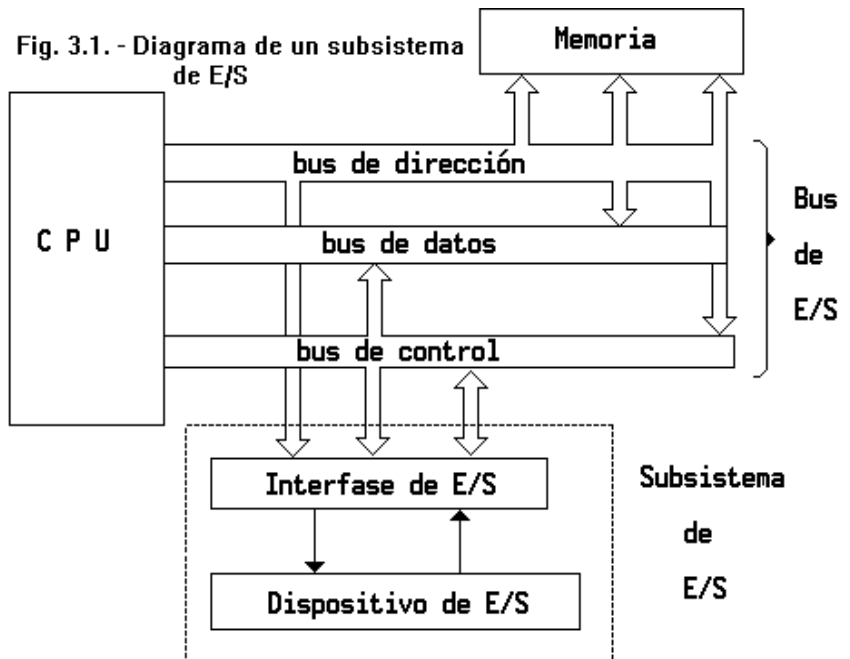 Fig. 3.1. - Diagrama de un subsistema
de E/S
Memoria
bus de dirección
C P U
bus de datos
bus de control
Bus
de
E/S
Interfase de E/S
Dispositivo de E/S
Subsistema
de
E/S